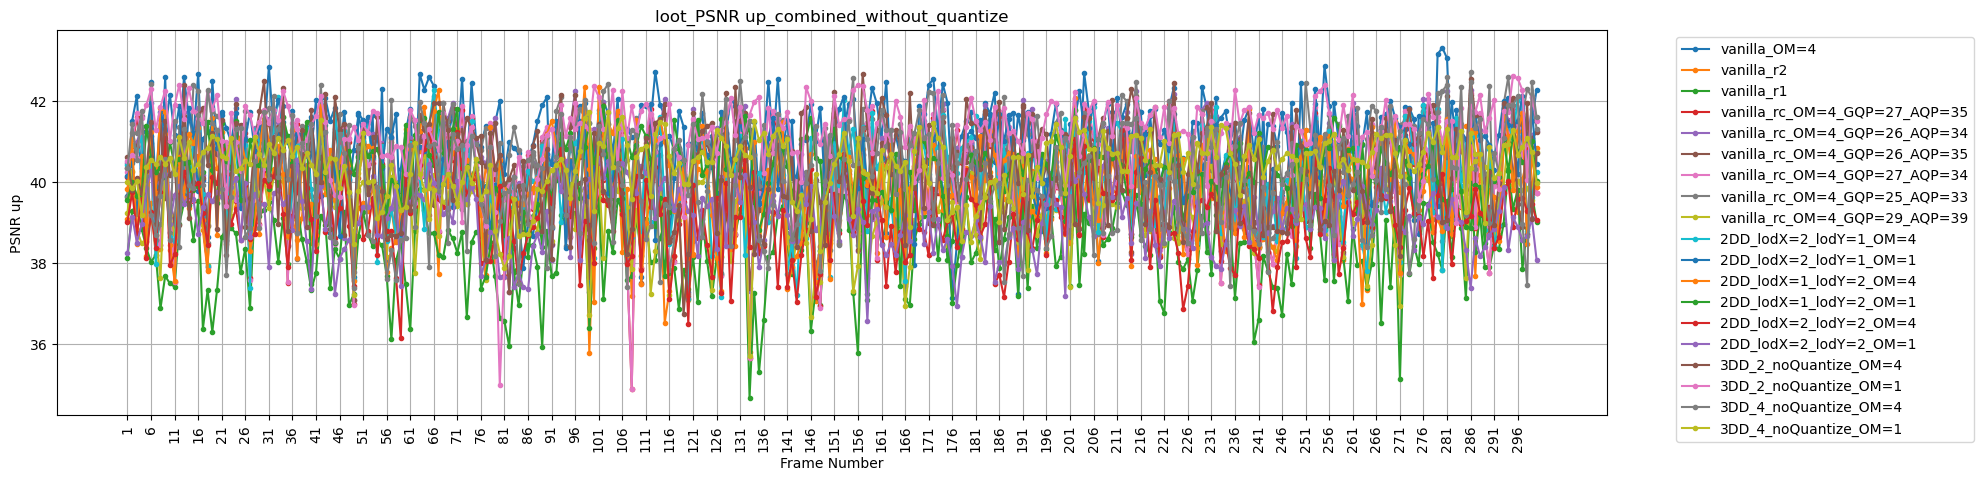 loot_PSNR up_combined_without_quantize
PSNR up
42
40
38
36
1 6 11 16 21 26 31 36 41 46 51 56 61 66 71 76 81 86 91 96 101 106 111 116 121 126 131 136 141 146 151 156 161 166 171 176 181 186 191 196 201 206 211 216 221 226 231 236 241 246 251 256 261 266 271 276 281 286 291 296
Frame Number
vanilla_OM=4
vanilla_r2
vanilla_r1
vanilla_rc_OM=4_GQP=27_AQP=35
vanilla_rc_OM=4_GQP=26_AQP=34
vanilla_rc_OM=4_GQP=26_AQP=35
vanilla_rc_OM=4_GQP=27_AQP=34
vanilla_rc_OM=4_GQP=25_AQP=33
vanilla_rc_OM=4_GQP=29_AQP=39
2DD_lodX=2_lodY=1_OM=4
2DD_lodX=2_lodY=1_OM=1
2DD_lodX=1_lodY=2_OM=4
2DD_lodX=1_lodY=2_OM=1
2DD_lodX=2_lodY=2_OM=4
2DD_lodX=2_lodY=2_OM=1
3DD_2_noQuantize_OM=4
3DD_2_noQuantize_OM=1
3DD_4_noQuantize_OM=4
3DD_4_noQuantize_OM=1